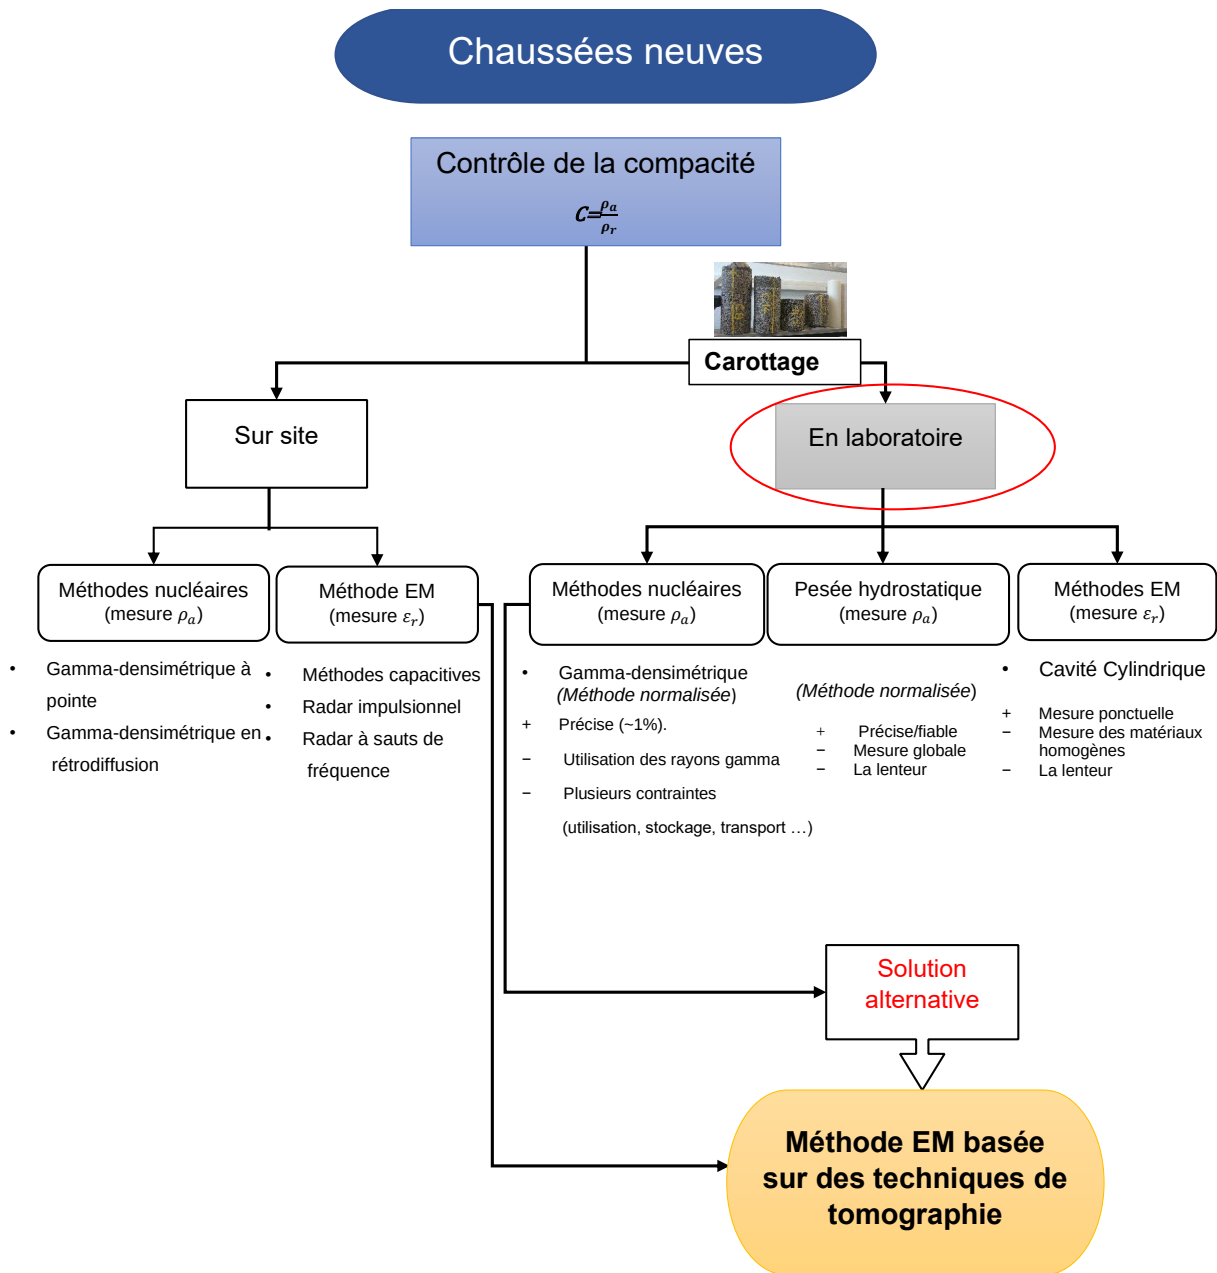 Chaussées neuves
Contrôle de la compacité
C=ρa/ρr
Carottage
Sur site
En laboratoire
Méthodes nucléaires
(mesure ρa)
Méthode EM
(mesure εr)
Méthodes nucléaires
(mesure ρa)
Pesée hydrostatique
(mesure ρa)
Méthodes EM
(mesure εr)
• Gamma-densimétrique à
pointe
• Gamma-densimétrique en
rétrodiffusion
• Méthodes capacitives
• Radar impulsionnel
• Radar à sauts de
fréquence
• Gamma-densimétrique
(Méthode normalisée)
+ Précise (~1%).
− Utilisation des rayons gamma
− Plusieurs contraintes
(utilisation, stockage, transport …)
(Méthode normalisée)
+ Précise/fiable
− Mesure globale
− La lenteur
• Cavité Cylindrique
+ Mesure ponctuelle
− Mesure des matériaux
homogènes
− La lenteur
Solution
alternative
Méthode EM basée
sur des techniques de
tomographie